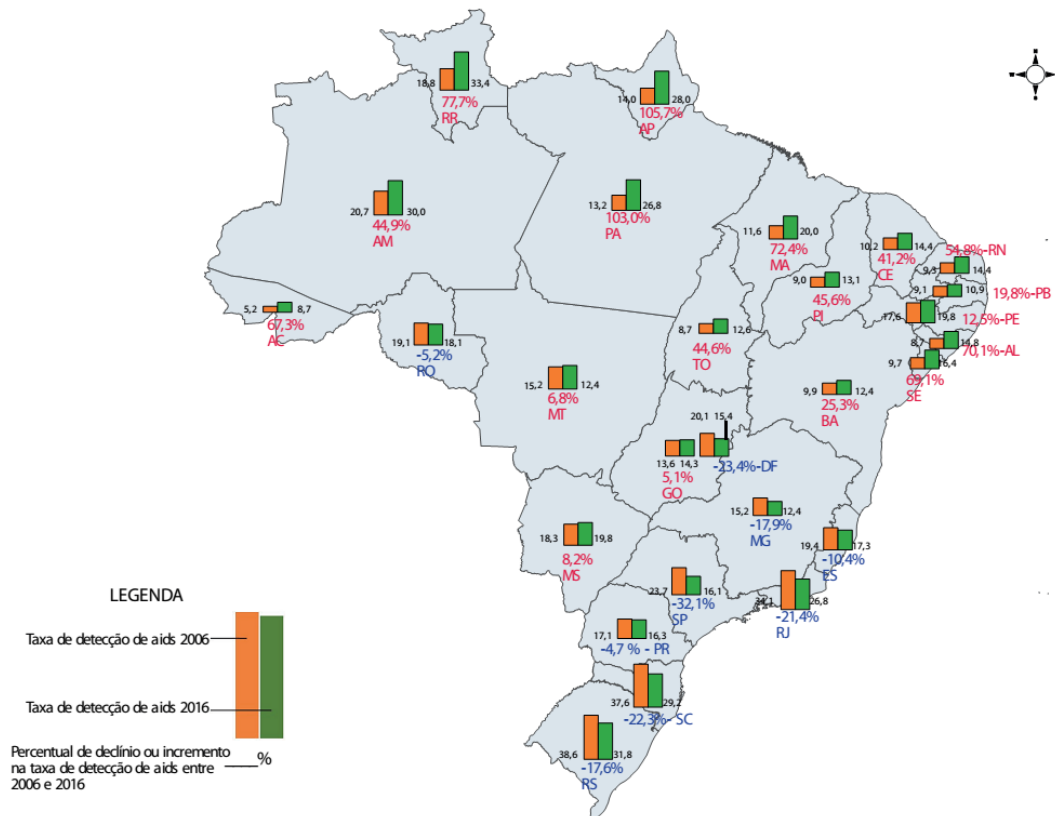 18,8 33,4
77,7%
RR
14,0 28,0
105,7%
AP
20,7 30,0
44,9%
AM
13,2 26,8
103,0%
PA
11,6 20,0
72,4%
MA
10,2 14,4
41,2%
CE
54,8%-RN
9,3 14,4
9,0 13,1
45,6%
PI
9,1 10,9
19,8%-PB
17,6 19,8
12,5%-PE
8,7 14,8
70,1%-AL
9,7 16,4
69,1%
SE
5,2 8,7
67,3%
AC
19,1 18,1
-5,2%
RO
8,7 12,6
44,6%
TO
15,2 12,4
6,8%
MT
9,9 12,4
25,3%
BA
20,1 15,4
-23,4%-DF
13,6 14,3
5,1%
GO
15,2 12,4
-17,9%
MG
19,4 17,3
-10,4%
ES
18,3 19,8
8,2%
MS
23,7 16,1
-32,1%
SP
34,1 26,8
-21,4%
RJ
17,1 16,3
-4,7 % - PR
37,6 29,2
-22,3%- SC
38,6 31,8
-17,6%
RS
LEGENDA
Taxa de detecção de aids 2006
Taxa de detecção de aids 2016
Percentual de declínio ou incremento
na taxa de detecção de aids entre %
2006 e 2016